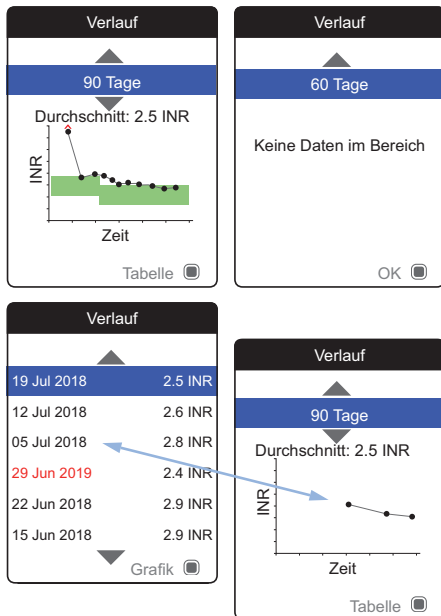 Verlauf
90 Tage
Durchschnitt: 2.5 INR
INR
Zeit
Tabelle
Verlauf
60 Tage
Keine Daten im Bereich
OK
Verlauf
19 Jul 2018 2.5 INR
12 Jul 2018 2.6 INR
05 Jul 2018 2.8 INR
29 Jun 2019 2.4 INR
22 Jun 2018 2.9 INR
15 Jun 2018 2.9 INR
Grafik
Verlauf
90 Tage
Durchschnitt: 2.5 INR
INR
Zeit
Tabelle